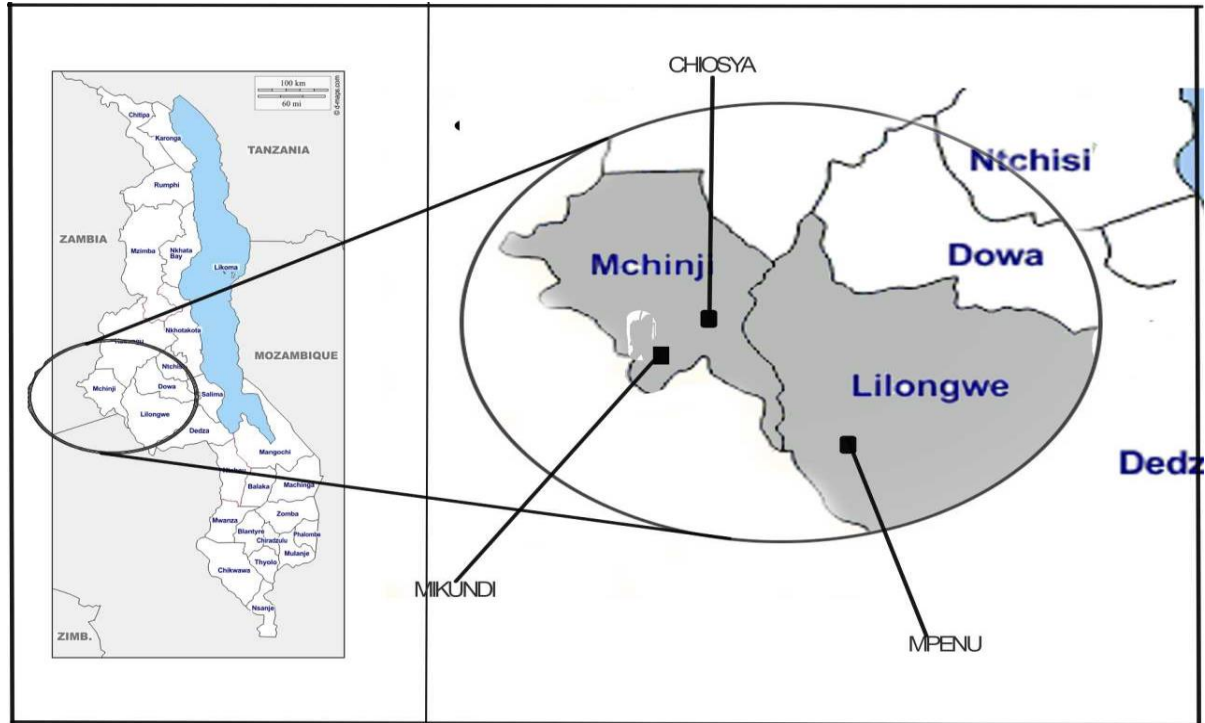 100 km
60 mi
© d-maps.com
Chitipa
Karonga
TANZANIA
Rumphi
ZAMBIA
Mzimba
Nkhata
Bay
Likoma
Nkhotakota
MOZAMBIQUE
Mchinji
Dowa
Salima
Lilongwe
Dedza
Mangochi
Balaka
Machinga
Mwanza
Zomba
Blantyre
Phalombe
Chiradzulu
Mulanje
Thyolo
Chikwawa
Nsanje
ZIMB.
CHIOSYA
Ntchisi
Dowa
Mchinji
Lilongwe
Dedz
MIKUNDI
MPENU